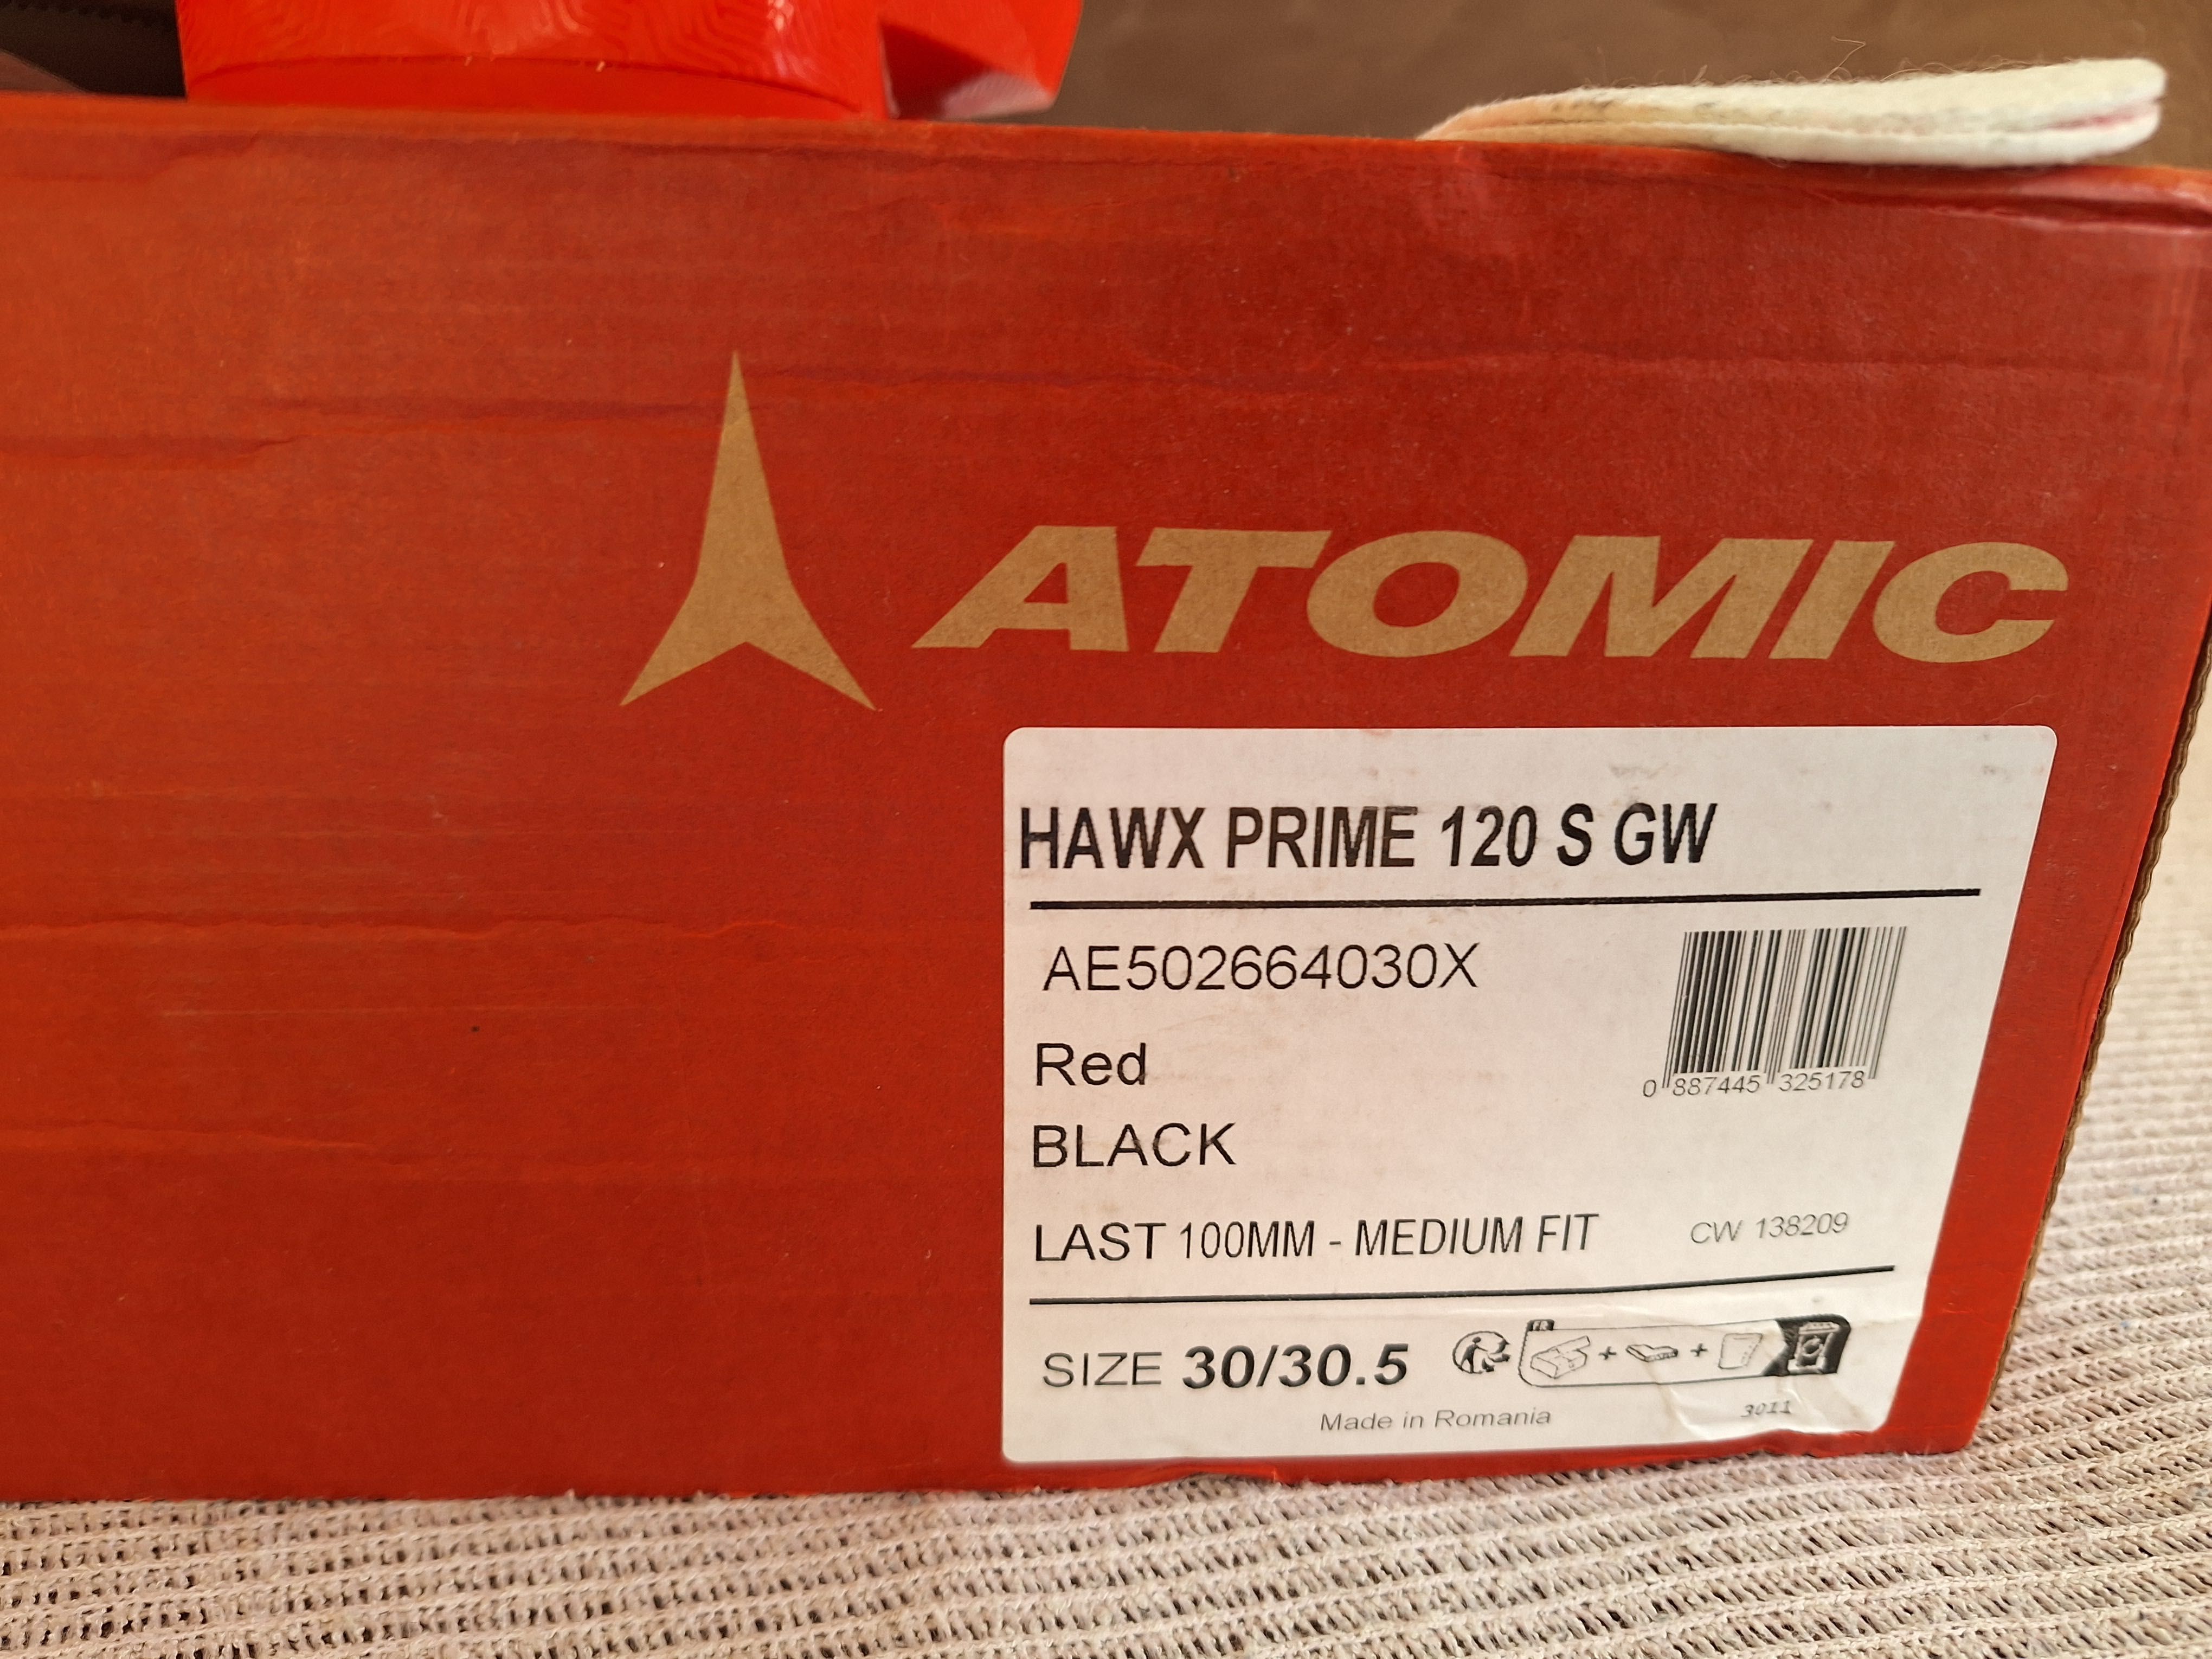 ATOMIC
HAWX PRIME 120 S GW
AE502664030X
Red
0 887445 325178
BLACK
LAST 100MM - MEDIUM FIT CW 138209
FR
SIZE 30/30.5
Made in Romania 3011